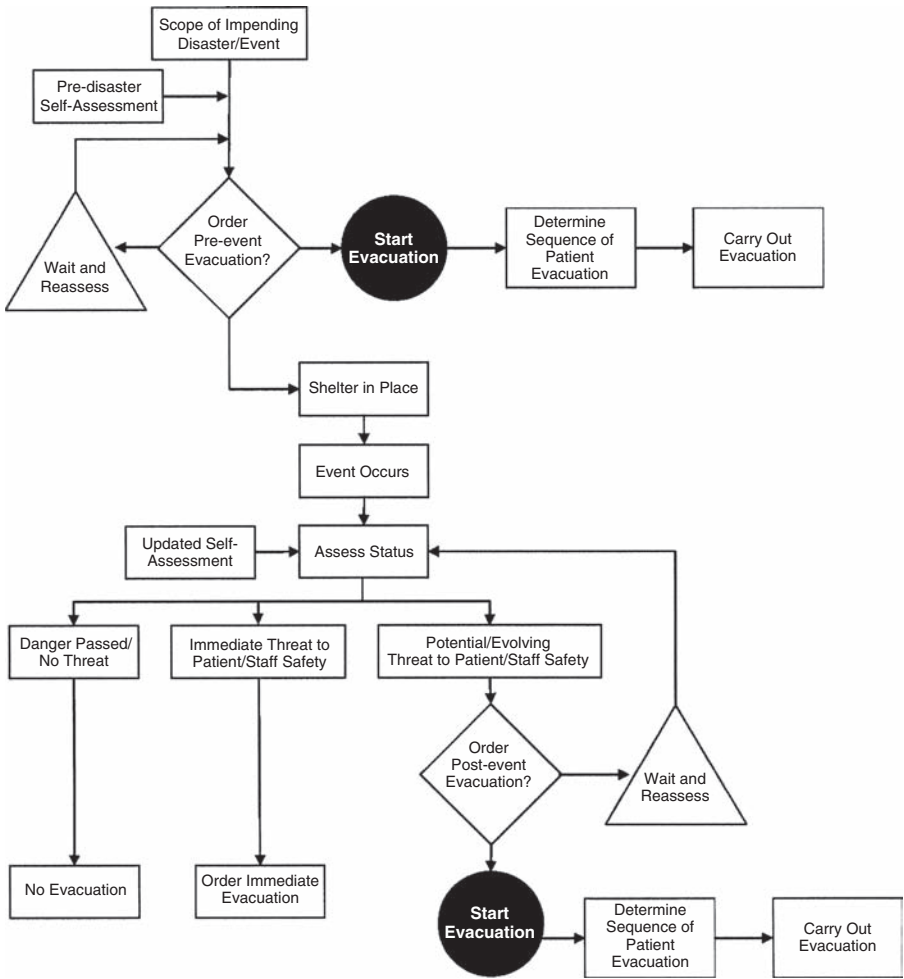 Scope of Impending
Disaster/Event
Pre-disaster
Self-Assessment
Order
Pre-event
Evacuation?
Wait and
Reassess
Start
Evacuation
Determine
Sequence of
Patient
Evacuation
Carry Out
Evacuation
Shelter in Place
Event Occurs
Updated Self-
Assessment
Assess Status
Danger Passed/
No Threat
Immediate Threat to
Patient/Staff Safety
Potential/Evolving
Threat to Patient/Staff Safety
Order
Post-event
Evacuation?
Wait and
Reassess
No Evacuation
Order Immediate
Evacuation
Start
Evacuation
Determine
Sequence of
Patient
Evacuation
Carry Out
Evacuation